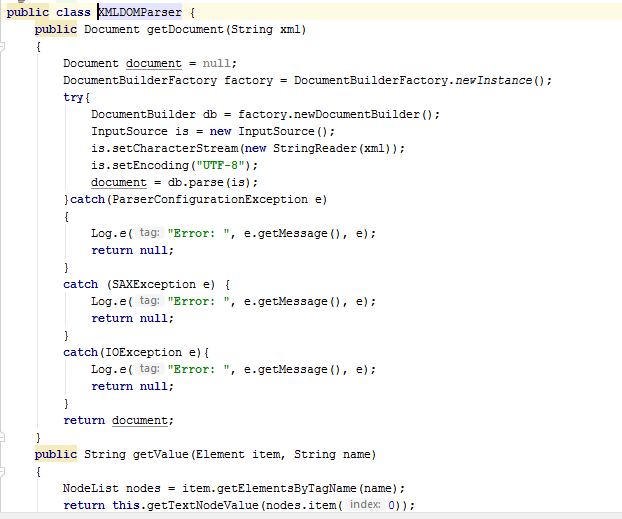 public class XMLDOMParser {
public Document getDocument(String xml)
{
Document document = null;
DocumentBuilderFactory factory = DocumentBuilderFactory.newInstance();
try{
DocumentBuilder db = factory.newDocumentBuilder();
InputSource is = new InputSource();
is.setCharacterStream(new StringReader(xml));
is.setEncoding("UTF-8");
document = db.parse(is);
}catch(ParserConfigurationException e)
{
Log.e( tag: "Error: ", e.getMessage(), e);
return null;
}
catch (SAXException e) {
Log.e( tag: "Error: ", e.getMessage(), e);
return null;
}
catch(IOException e){
Log.e( tag: "Error: ", e.getMessage(), e);
return null;
}
return document;
}
public String getValue(Element item, String name)
{
NodeList nodes = item.getElementsByTagName(name);
return this.getTextNodeValue(nodes.item( index: 0));